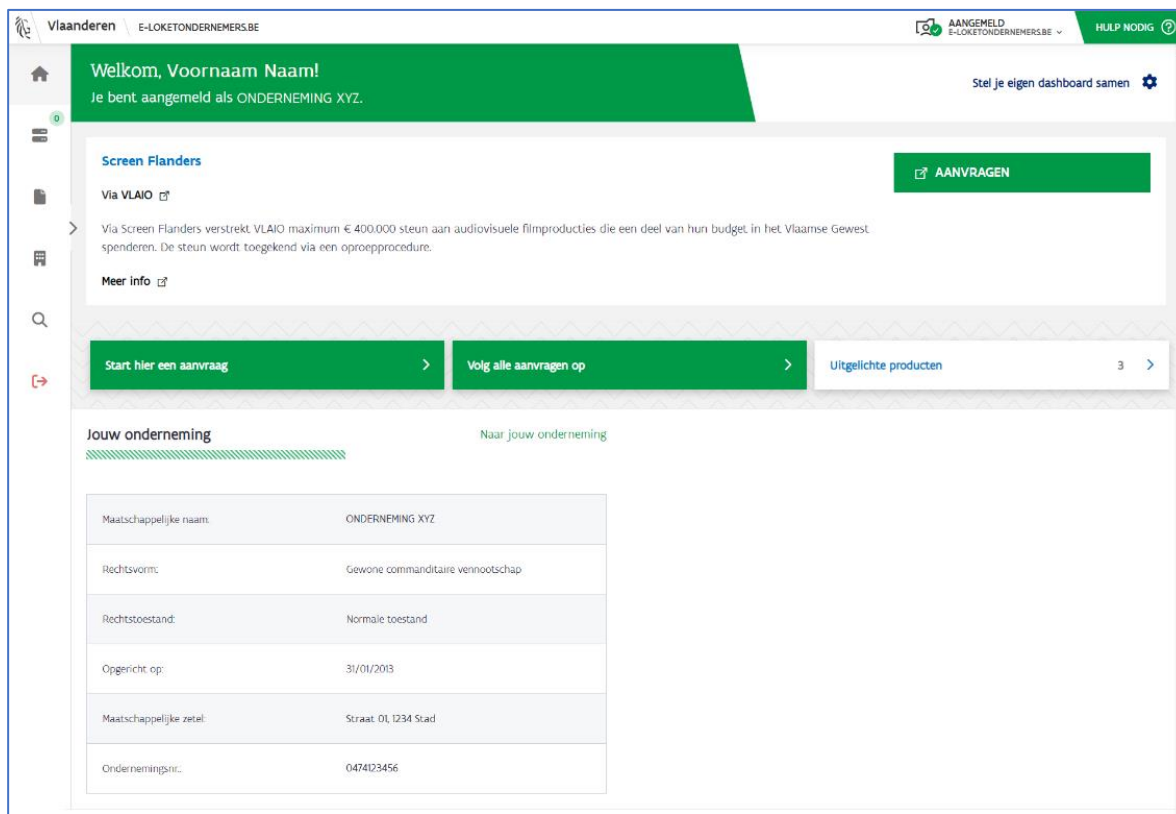 Vlaanderen E-LOKETONDERNEMERS.BE
AANGEMELD
E-LOKETONDERNEMERS.BE
HULP NODIG
Welkom, Voornaam Naam!
Je bent aangemeld als ONDERNEMING XYZ.
Stel je eigen dashboard samen
0
Screen Flanders
AANVRAGEN
Via VLAIO
Via Screen Flanders verstrekt VLAIO maximum € 400.000 steun aan audiovisuele filmproducties die een deel van hun budget in het Vlaamse Gewest
spenderen. De steun wordt toegekend via een oproepprocedure.
Meer info
Start hier een aanvraag
Volg alle aanvragen op
Uitgelichte producten 3
Jouw onderneming
Naar jouw onderneming
Maatschappelijke naam: ONDERNEMING XYZ
Rechtsvorm: Gewone commanditaire vennootschap
Rechtstoestand: Normale toestand
Opgericht op: 31/01/2013
Maatschappelijke zetel: Straat 01, 1234 Stad
Ondernemingsnr.: 0474123456